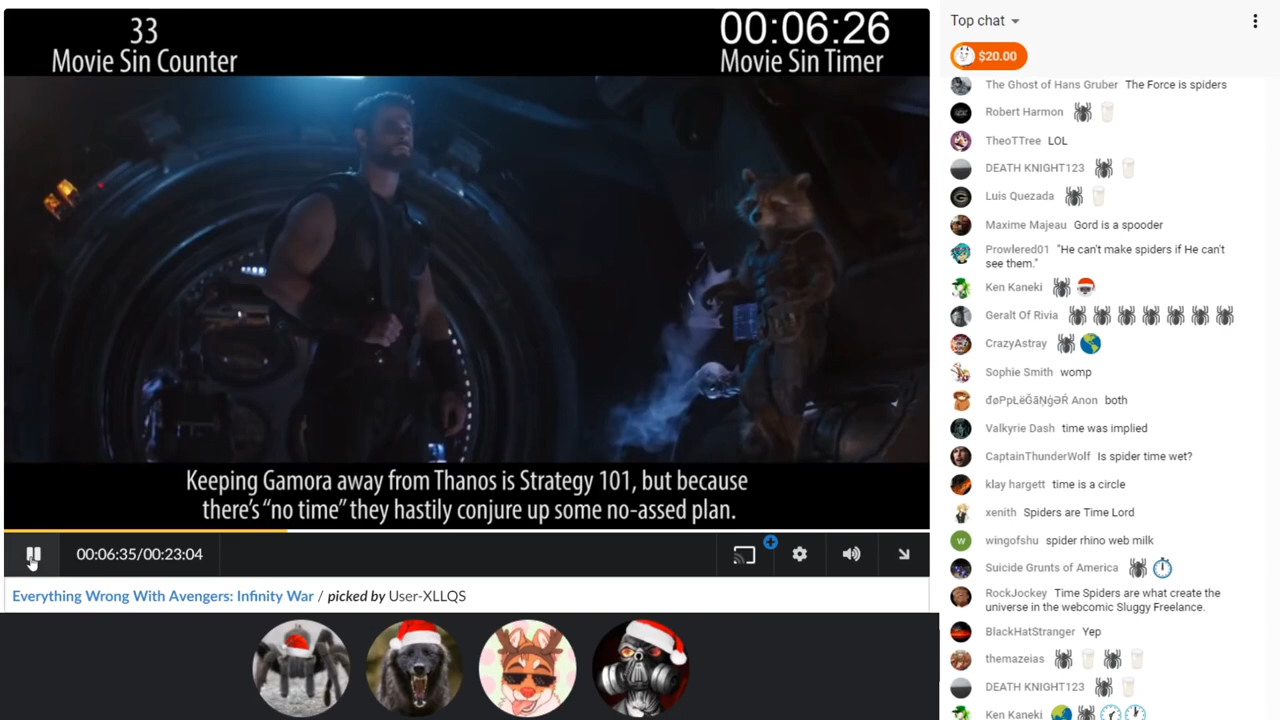 33
Movie Sin Counter
00:06:26
Movie Sin Timer
Keeping Gamora away from Thanos is Strategy 101, but because
there's "no time" they hastily conjure up some no-assed plan.
00:06:35/00:23:04
Everything Wrong With Avengers: Infinity War / picked by User-XLLQS
Top chat
$20.00
The Ghost of Hans Gruber The Force is spiders
Robert Harmon
TheoTTree LOL
DEATH KNIGHT123
Luis Quezada
Maxime Majeau Gord is a spooder
Prowlered01 "He can't make spiders if He can't
see them."
Ken Kaneki
Geralt Of Rivia
CrazyAstray
Sophie Smith womp
Anon both
Valkyrie Dash time was implied
CaptainThunderWolf Is spider time wet?
klay hargett time is a circle
xenith Spiders are Time Lord
w wingofshu spider rhino web milk
Suicide Grunts of America
RockJockey Time Spiders are what create the
universe in the webcomic Sluggy Freelance.
BlackHatStranger Yep
themazeias
DEATH KNIGHT123
Ken Kaneki